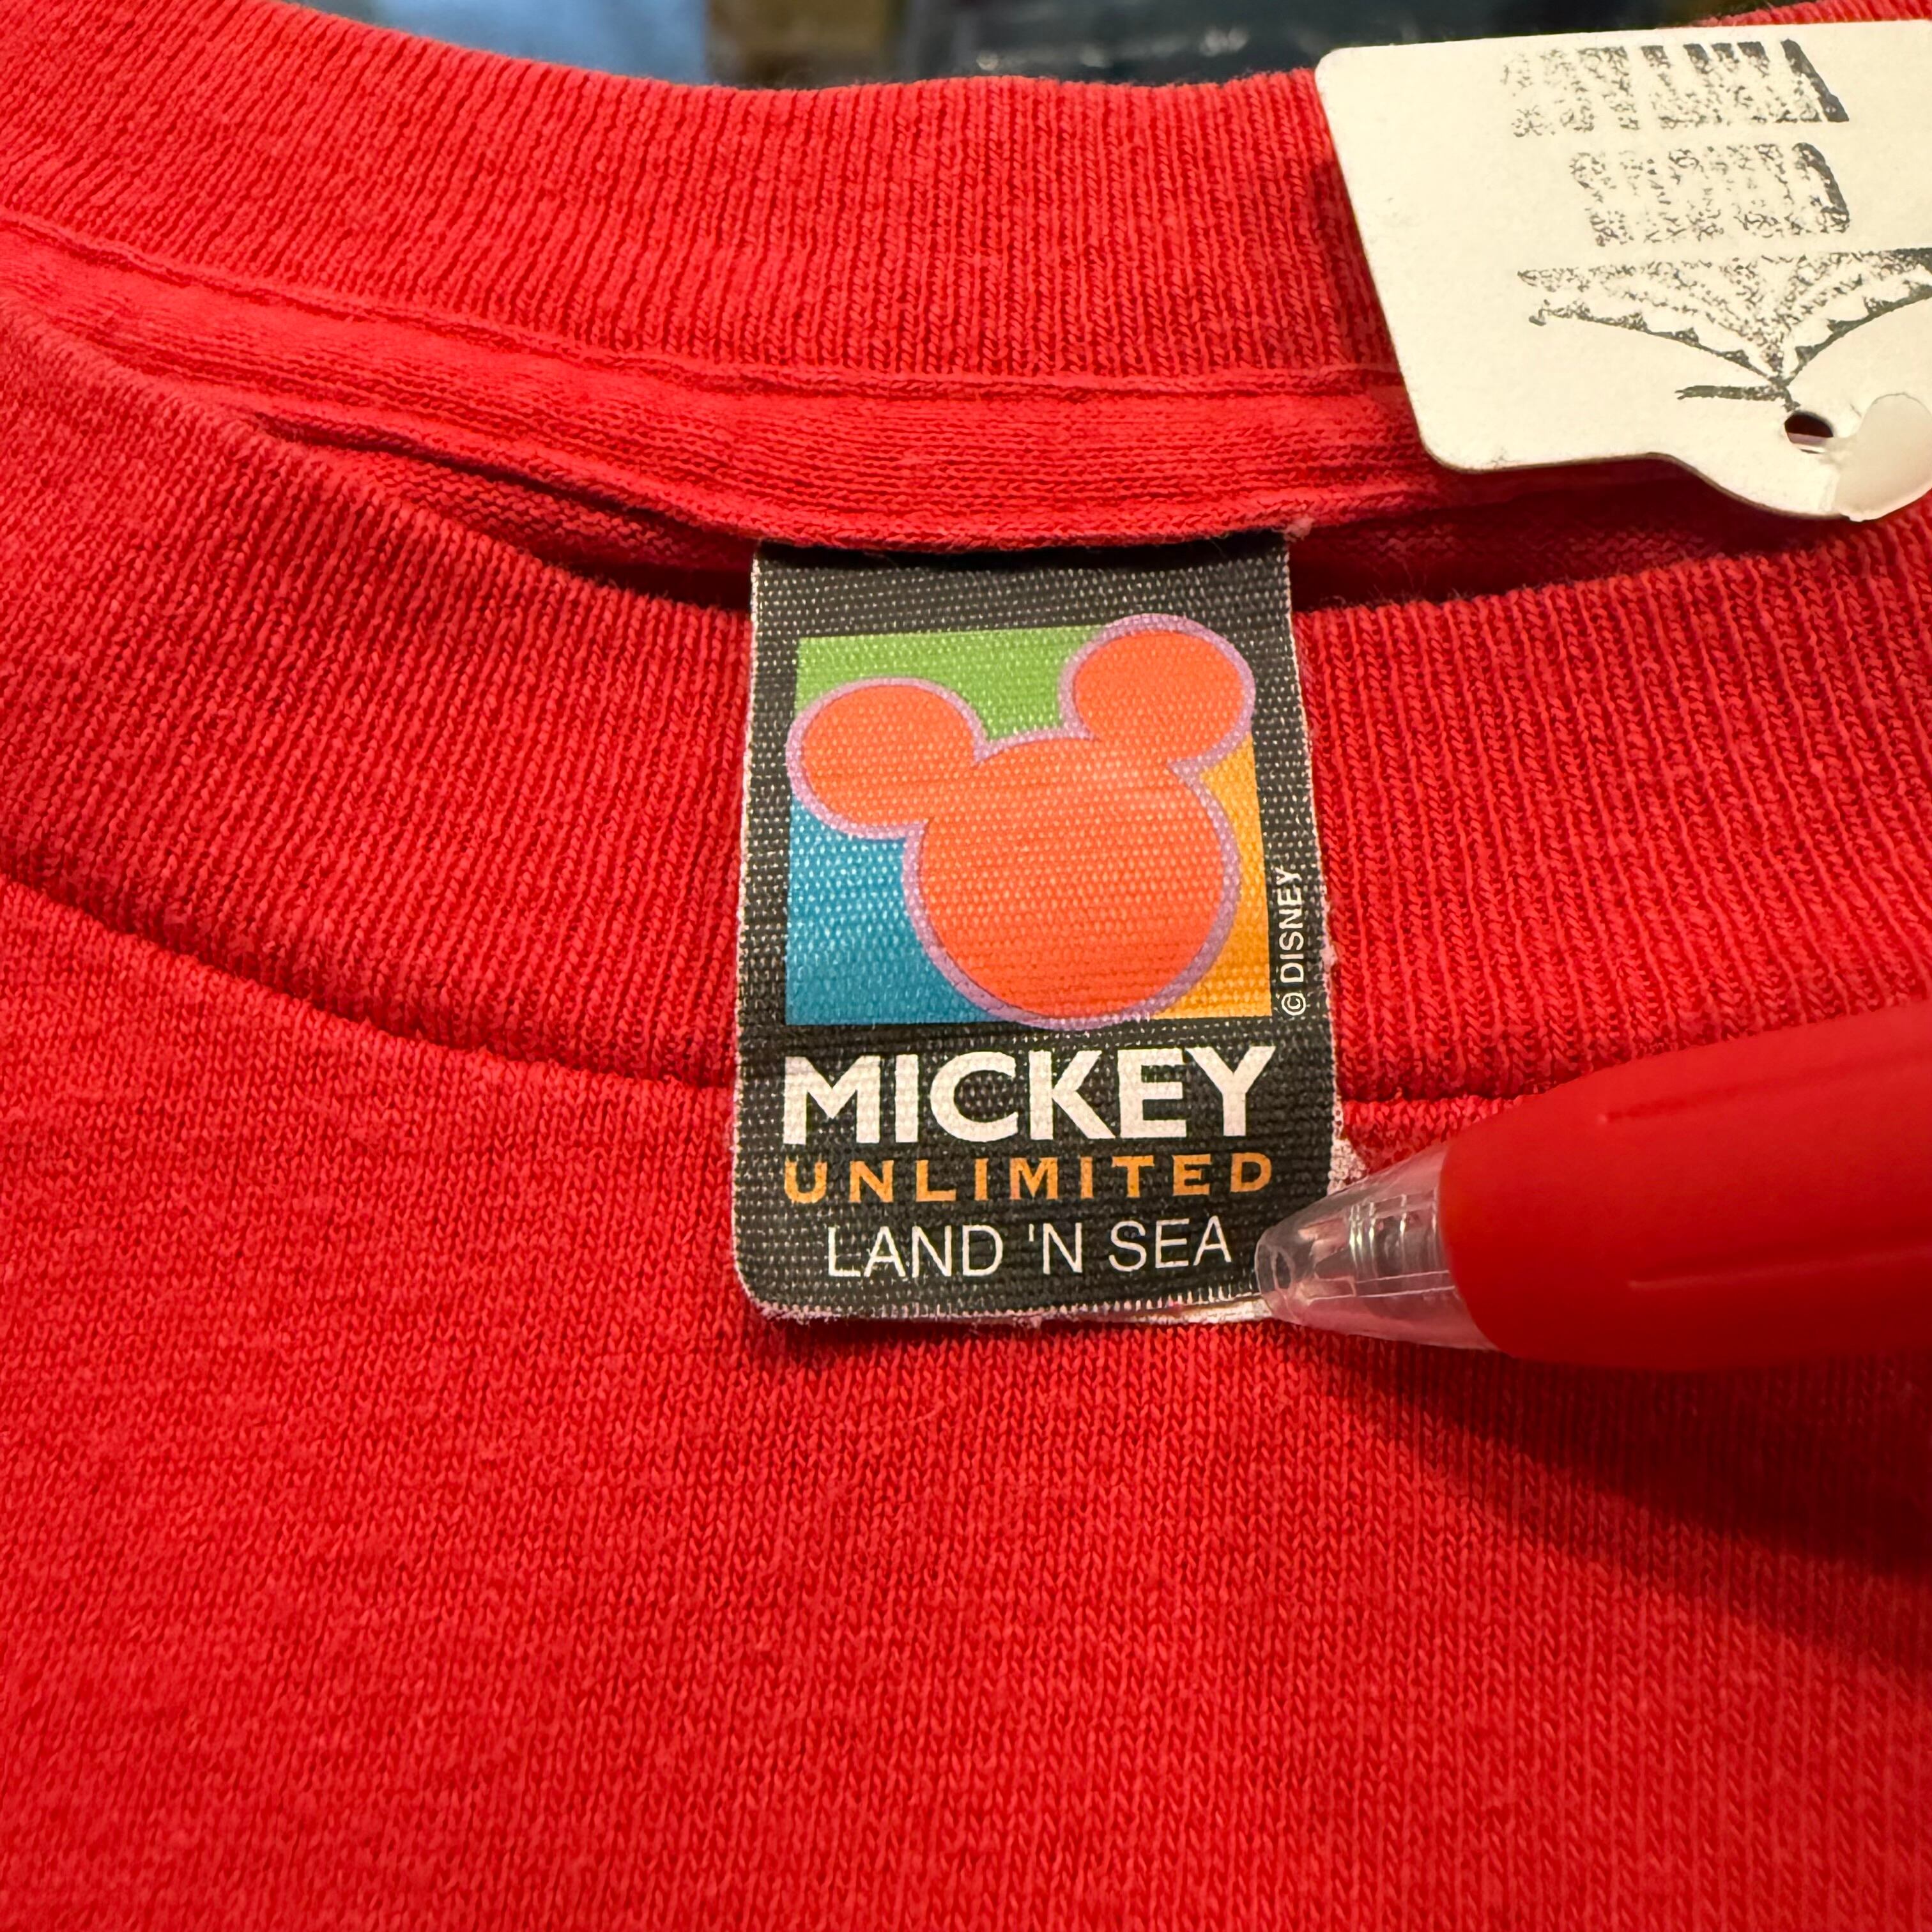 © DISNEY
MICKEY
UNLIMITED
LAND 'N SEA